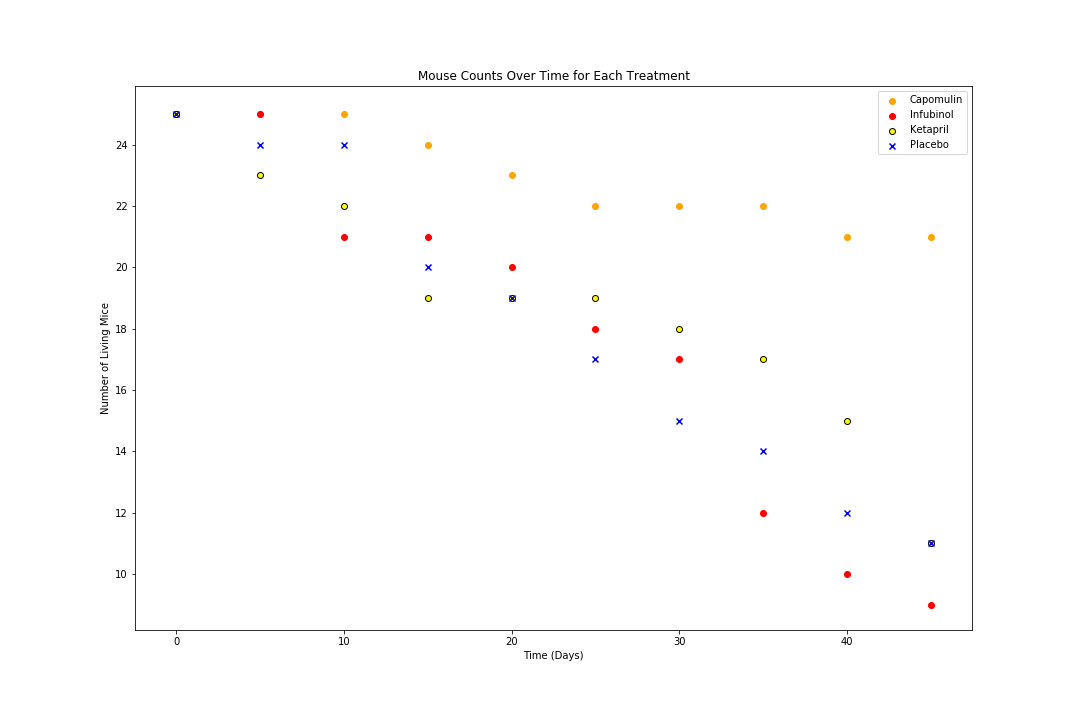 Mouse Counts Over Time for Each Treatment
Capomulin
Infubinol
Ketapril
Placebo
24
22
20
18
16
14
12
10
Number of Living Mice
0 10 20 30 40
Time (Days)